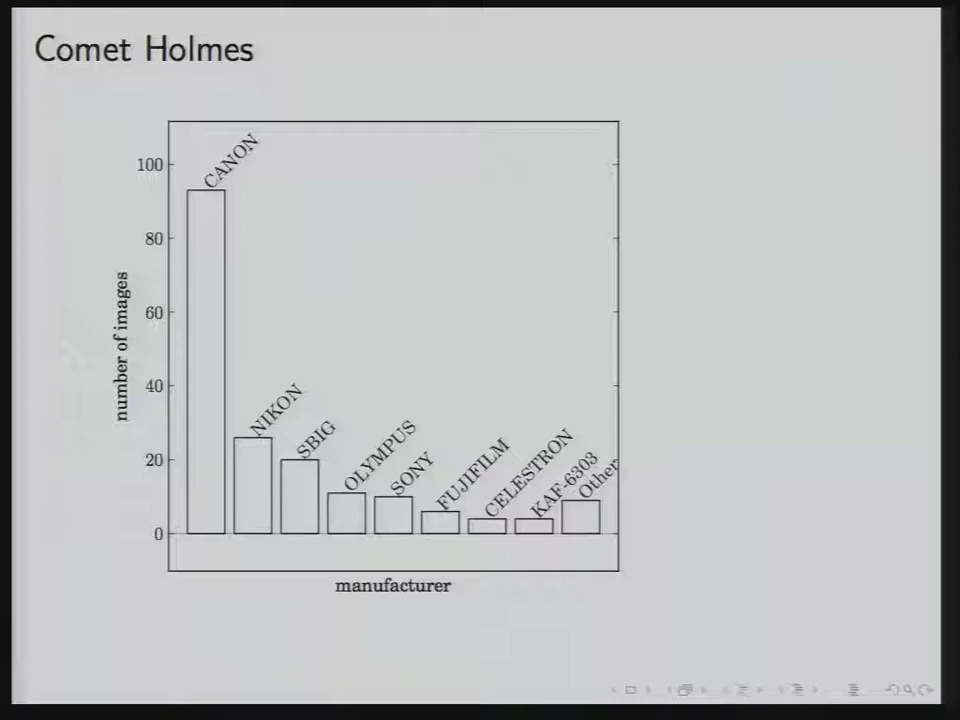 Comet Holmes
100
80
60
40
20
0
number of images
CANON
NIKON
SBIG
OLYMPUS
SONY
FUJIFILM
CELESTRON
KAF-6303
Other
manufacturer